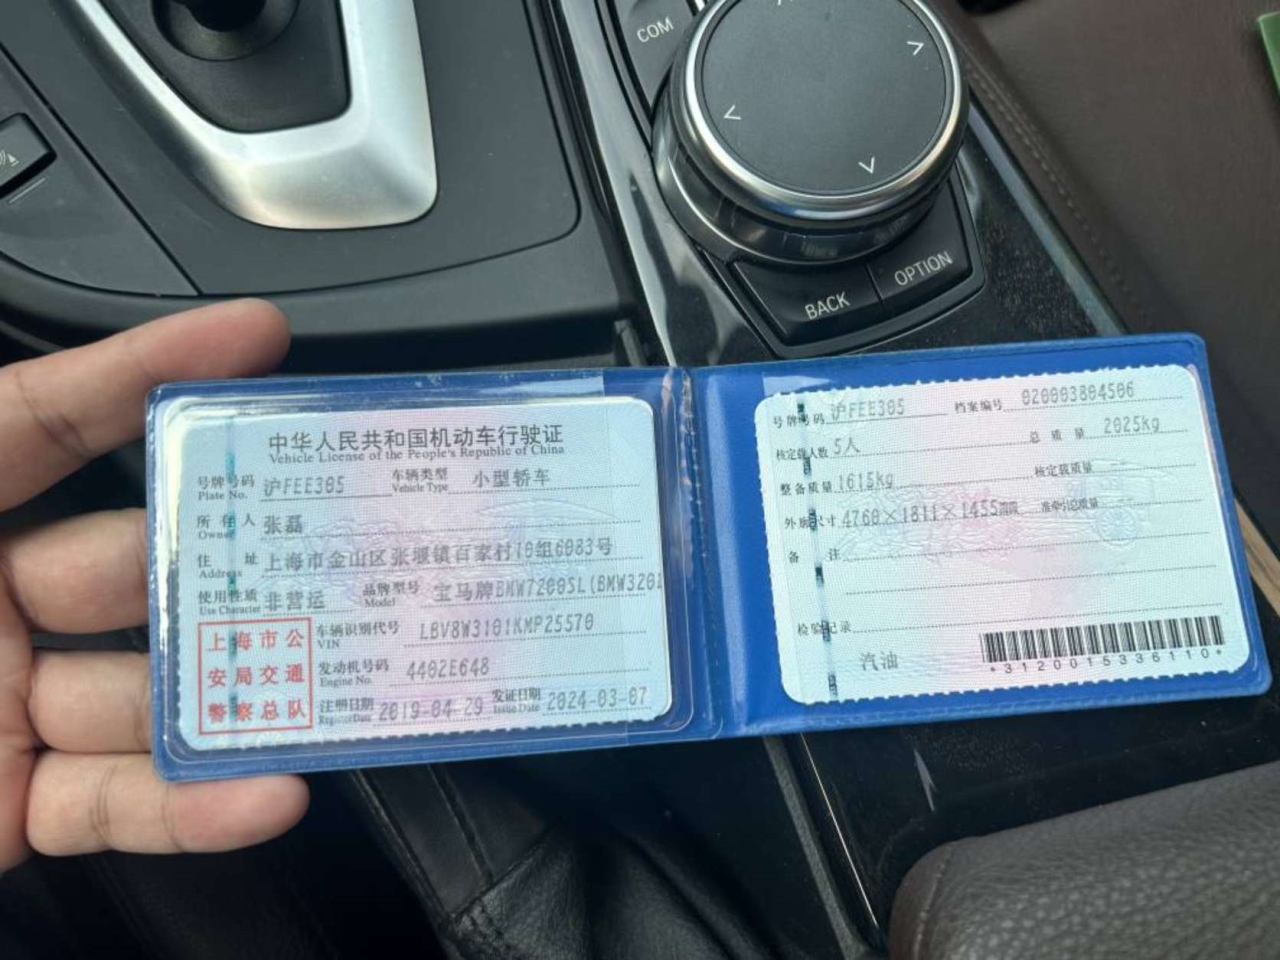 COM
BACK
OPTION
中华人民共和国机动车行驶证
Vehicle License of the People's Republic of China
号牌号码 沪FEE305 车辆类型 小型轿车
Plate No. Vehicle Type
所有人 张磊
Owner
住址 上海市金山区张堰镇百家村10组6083号
Address
使用性质 非营运 品牌型号 宝马牌BMW7200SL(BMW320i
Use Character Model
上海市公
安局交通
警察总队
车辆识别代号 LBV8W3101KMP25570
VIN
发动机号码 4402E648
Engine No.
注册日期 2019-04-29 发证日期 2024-03-07
Register Date Issue Date
号牌号码 沪FEE305 档案编号 020003804506
核定载人数 5人 总质量 2025kg
整备质量 1615kg 核定载质量 --
外廓尺寸 4760×1811×1455mm 准牵引总质量 --
备注
检验记录
汽油
*3120015336110*